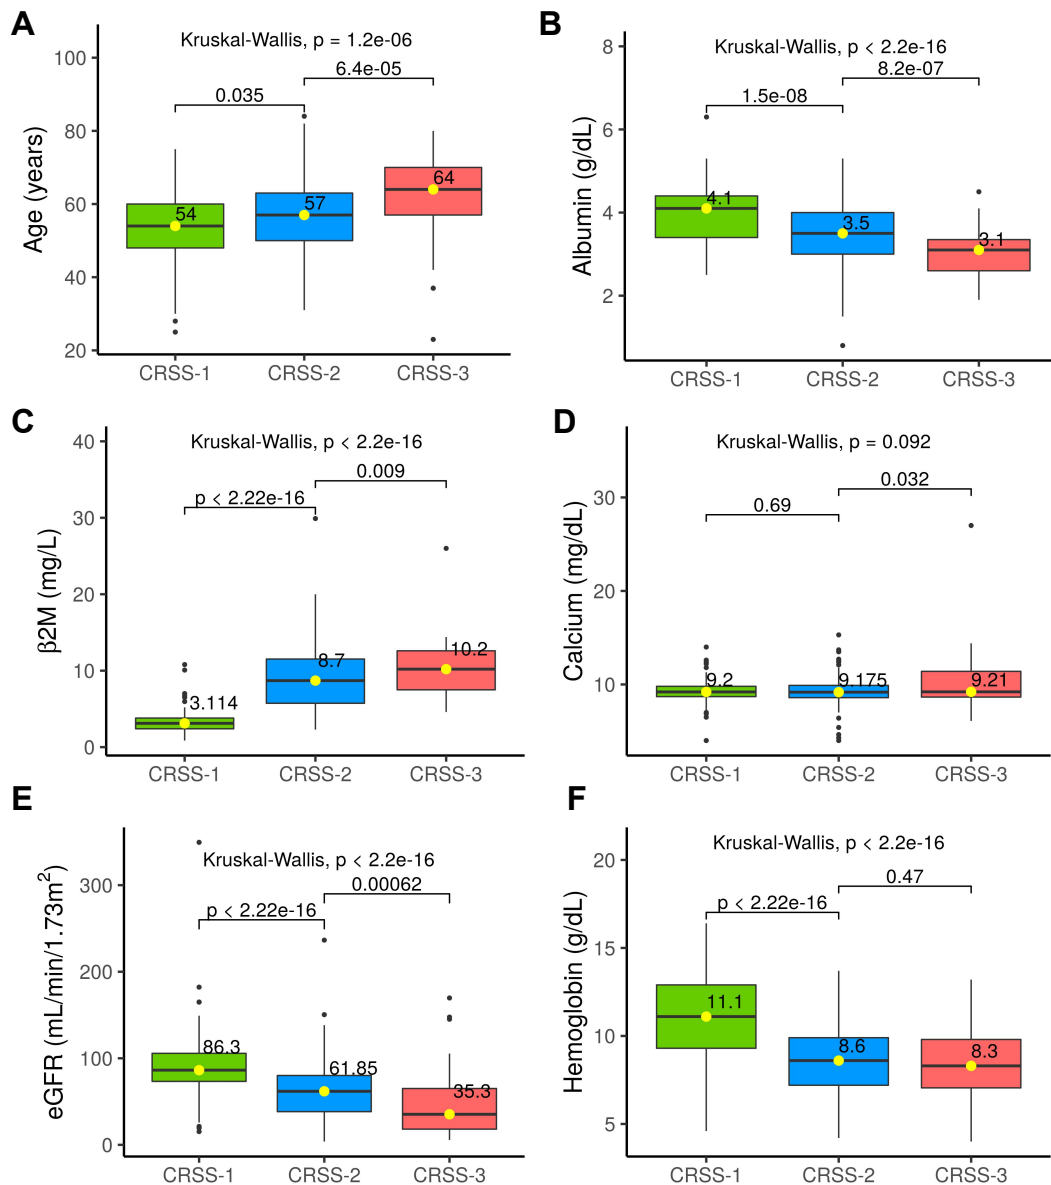 A
Kruskal-Wallis, p = 1.2e-06
6.4e-05
0.035
100
80
60
40
20
Age (years)
54
57
64
CRSS-1
CRSS-2
CRSS-3
B
Kruskal-Wallis, p < 2.2e-16
8.2e-07
1.5e-08
8
6
4
2
Albumin (g/dL)
4.1
3.5
3.1
CRSS-1
CRSS-2
CRSS-3
C
Kruskal-Wallis, p < 2.2e-16
0.009
p < 2.22e-16
40
30
20
10
0
β2M (mg/L)
3.114
8.7
10.2
CRSS-1
CRSS-2
CRSS-3
D
Kruskal-Wallis, p = 0.092
0.032
0.69
30
20
10
Calcium (mg/dL)
9.2
9.175
9.21
CRSS-1
CRSS-2
CRSS-3
E
Kruskal-Wallis, p < 2.2e-16
0.00062
p < 2.22e-16
300
200
100
0
eGFR (mL/min/1.73m²)
86.3
61.85
35.3
CRSS-1
CRSS-2
CRSS-3
F
Kruskal-Wallis, p < 2.2e-16
0.47
p < 2.22e-16
20
15
10
5
Hemoglobin (g/dL)
11.1
8.6
8.3
CRSS-1
CRSS-2
CRSS-3